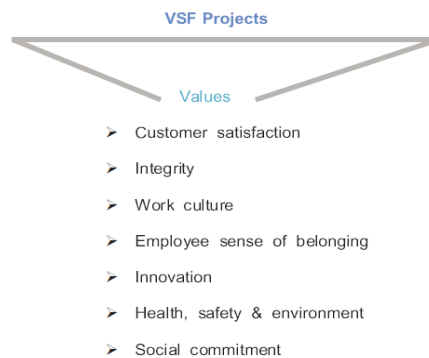 VSF Projects
Values
Customer satisfaction
Integrity
Work culture
Employee sense of belonging
Innovation
Health, safety & environment
Social commitment